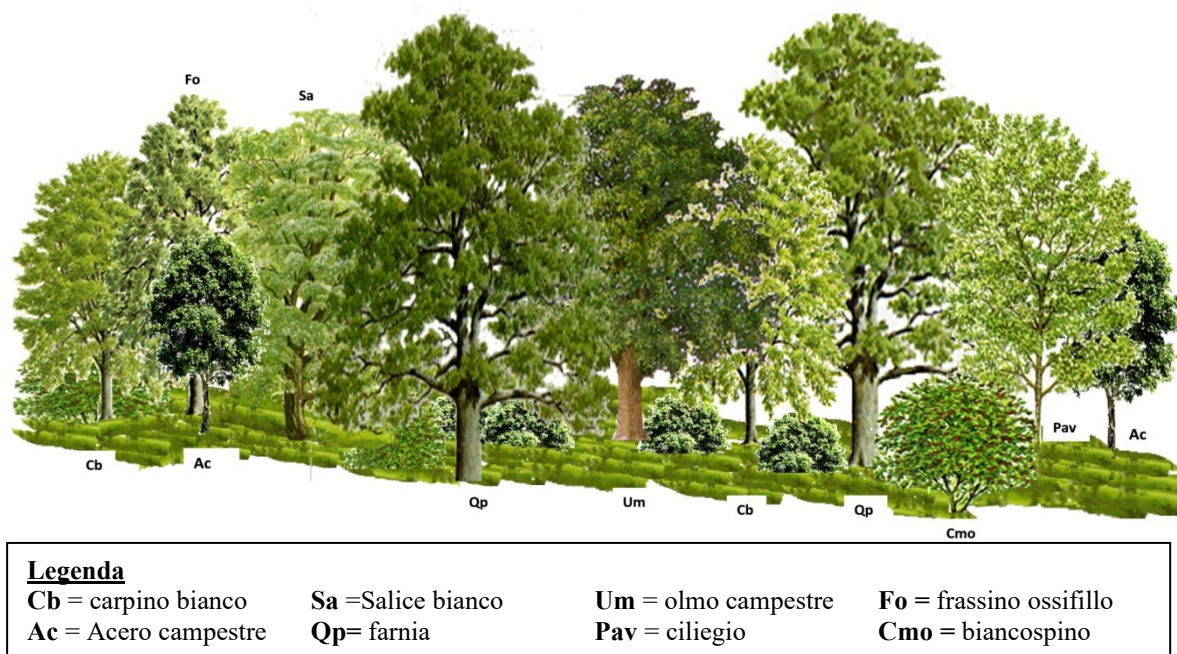 Fo
Sa
Cb
Ac
Qp
Um
Cb
Qp
Cmo
Pav
Ac
Legenda
Cb = carpino bianco Sa =Salice bianco Um = olmo campestre Fo = frassino ossifillo
Ac = Acero campestre Qp= farnia Pav = ciliegio Cmo = biancospino